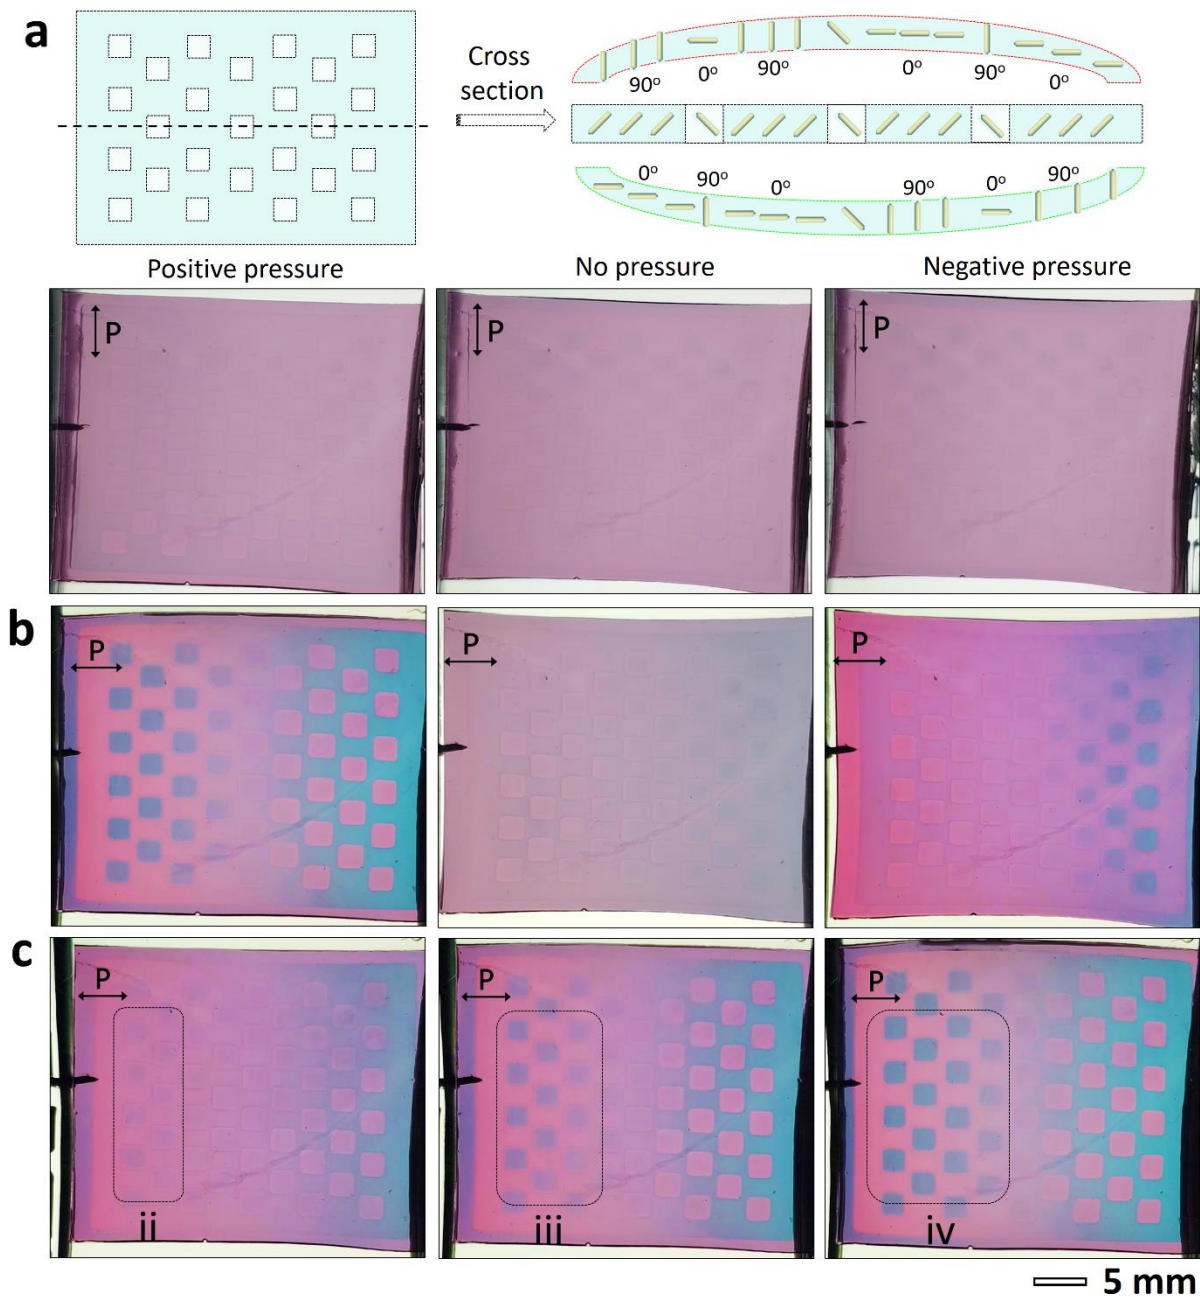 a
Cross
section
90° 0° 90° 0° 90° 0°
0° 90° 0° 90° 0° 90°
Positive pressure
No pressure
Negative pressure
P
P
P
b
P
P
P
c
P
P
P
ii
iii
iv
5 mm